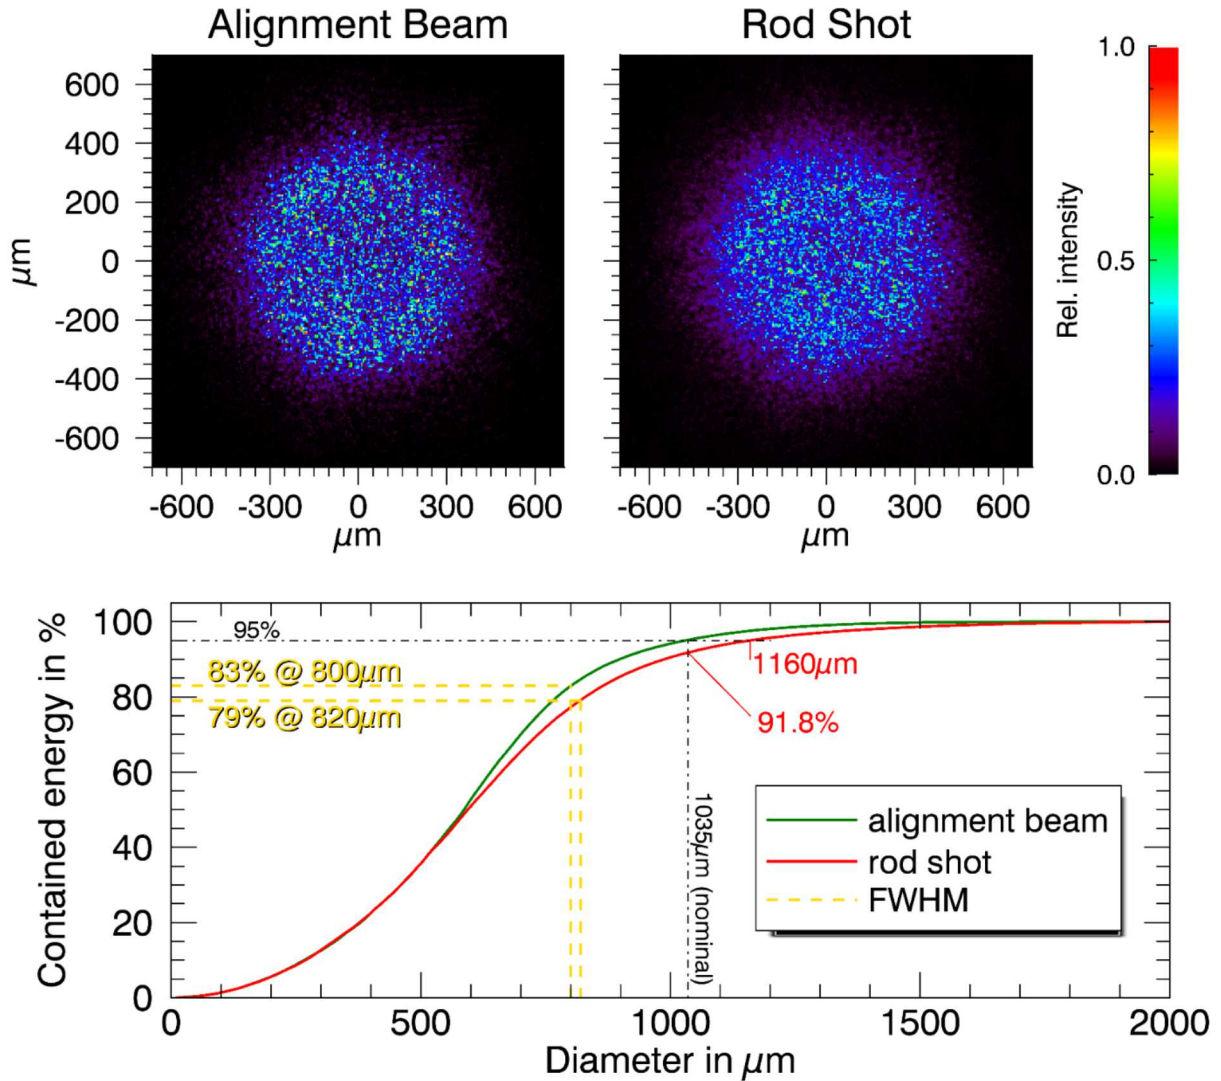 Alignment Beam
Rod Shot
600
400
200
0
-200
-400
-600
µm
-600 -300 0 300 600
µm
-600 -300 0 300 600
µm
1.0
0.5
0.0
Rel. intensity
100
80
60
40
20
0
Contained energy in %
95%
83% @ 800µm
79% @ 820µm
1160µm
91.8%
1035µm (nominal)
alignment beam
rod shot
FWHM
0 500 1000 1500 2000
Diameter in µm